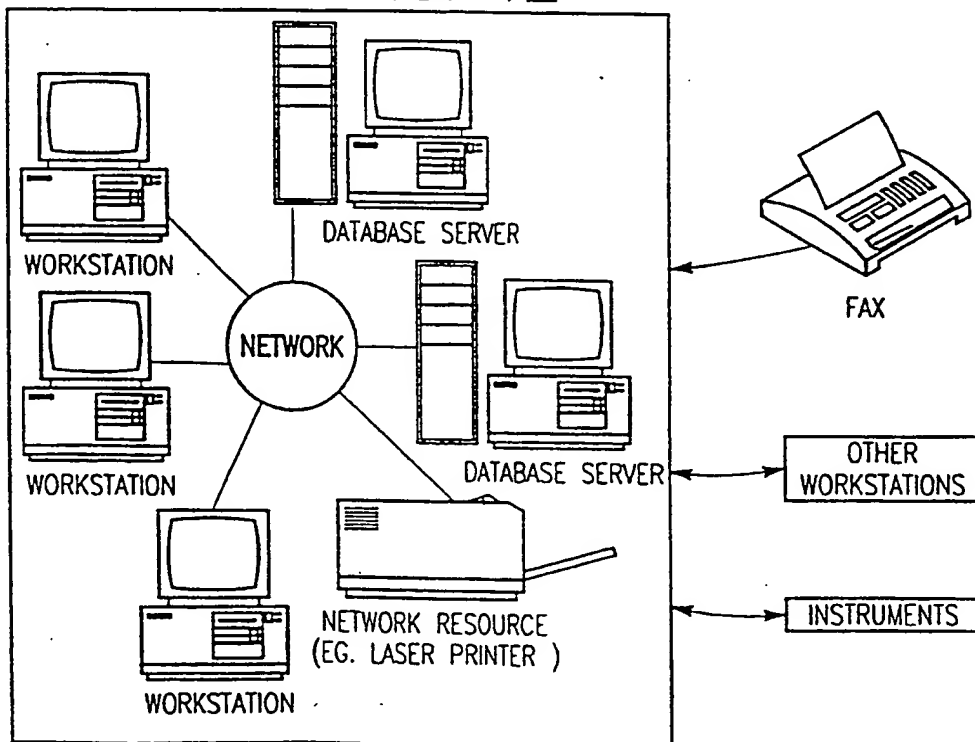 DATABASE SERVER
WORKSTATION
NETWORK
FAX
WORKSTATION
DATABASE SERVER
OTHER
WORKSTATIONS
NETWORK RESOURCE
(EG. LASER PRINTER )
INSTRUMENTS
WORKSTATION